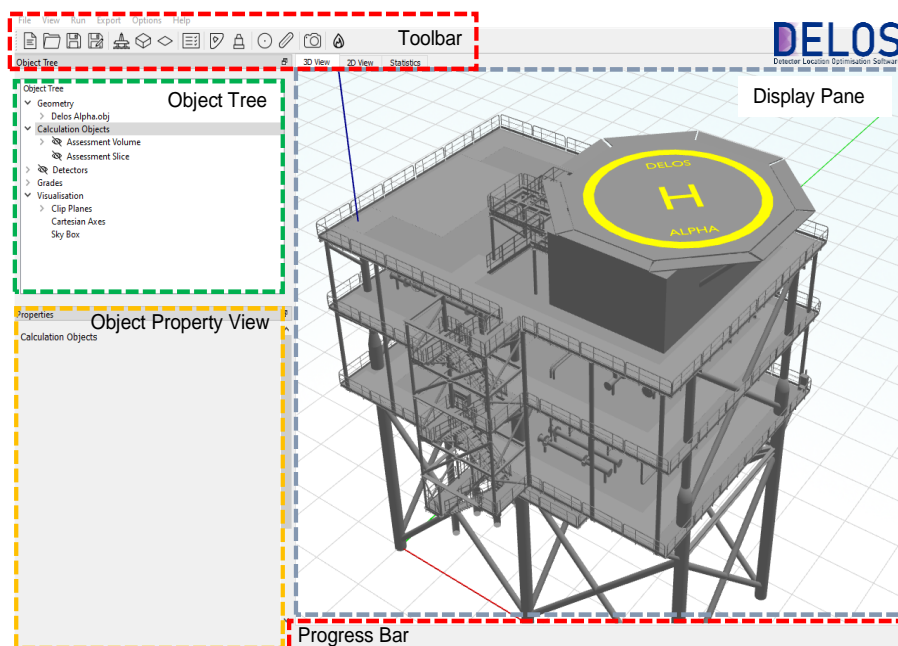 File View Run Export Options Help
Toolbar
DELOS
Detector Location Optimisation Software
Object Tree
3D View 2D View Statistics
Object Tree
Object Tree
Display Pane
Geometry
Delos Alpha.obj
Calculation Objects
Assessment Volume
Assessment Slice
Detectors
Grades
Visualisation
Clip Planes
Cartesian Axes
Sky Box
DELOS
H
ALPHA
Properties
Object Property View
Calculation Objects
Progress Bar